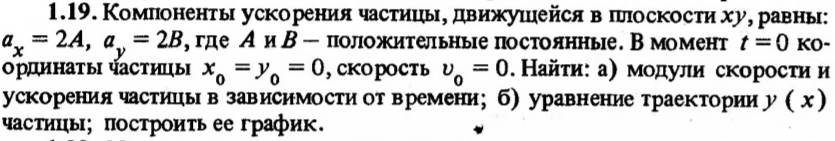 1.19. Компоненты ускорения частицы, движущейся в плоскости xy, равны:
aₓ = 2A, a_y = 2B, где A и B — положительные постоянные. В момент t = 0 ко-
ординаты частицы x₀ = y₀ = 0, скорость v₀ = 0. Найти: а) модули скорости и
ускорения частицы в зависимости от времени; б) уравнение траектории y ( x )
частицы; построить ее график.